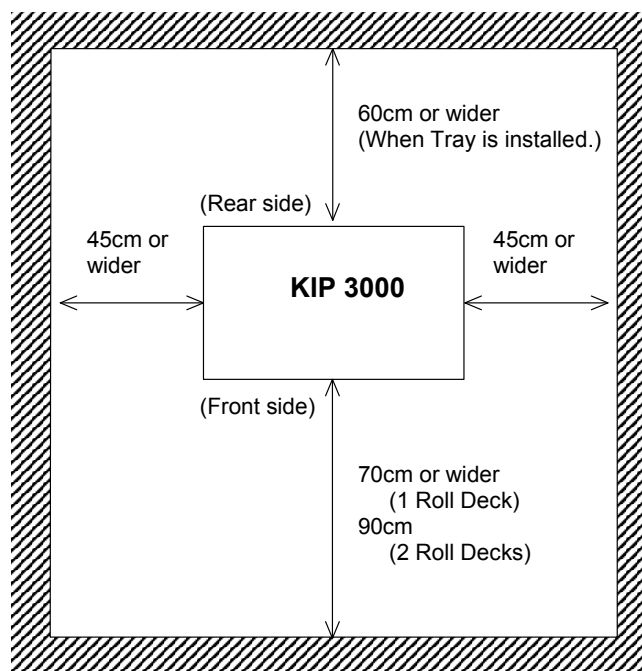 60cm or wider
(When Tray is installed.)
(Rear side)
45cm or
wider
KIP 3000
45cm or
wider
(Front side)
70cm or wider
(1 Roll Deck)
90cm
(2 Roll Decks)